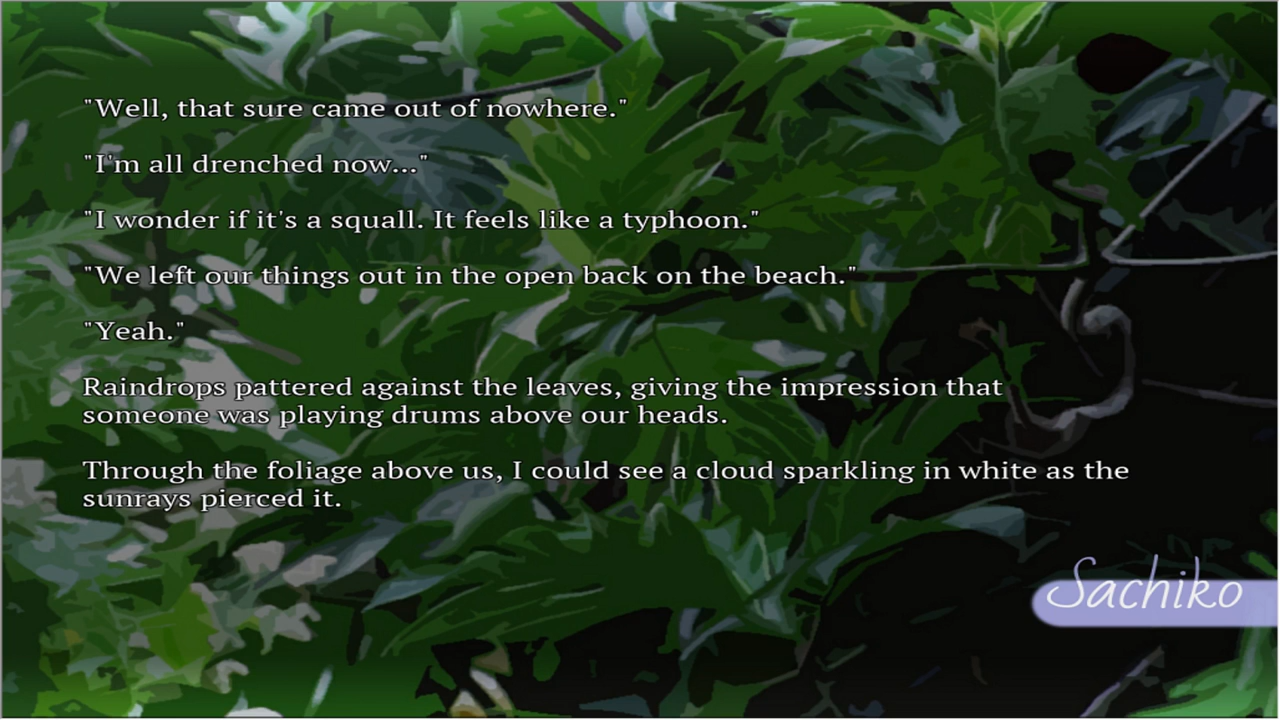 "Well, that sure came out of nowhere."
"I'm all drenched now..."
"I wonder if it's a squall. It feels like a typhoon."
"We left our things out in the open back on the beach."
"Yeah."
Raindrops pattered against the leaves, giving the impression that
someone was playing drums above our heads.
Through the foliage above us, I could see a cloud sparkling in white as the
sunrays pierced it.
Sachiko